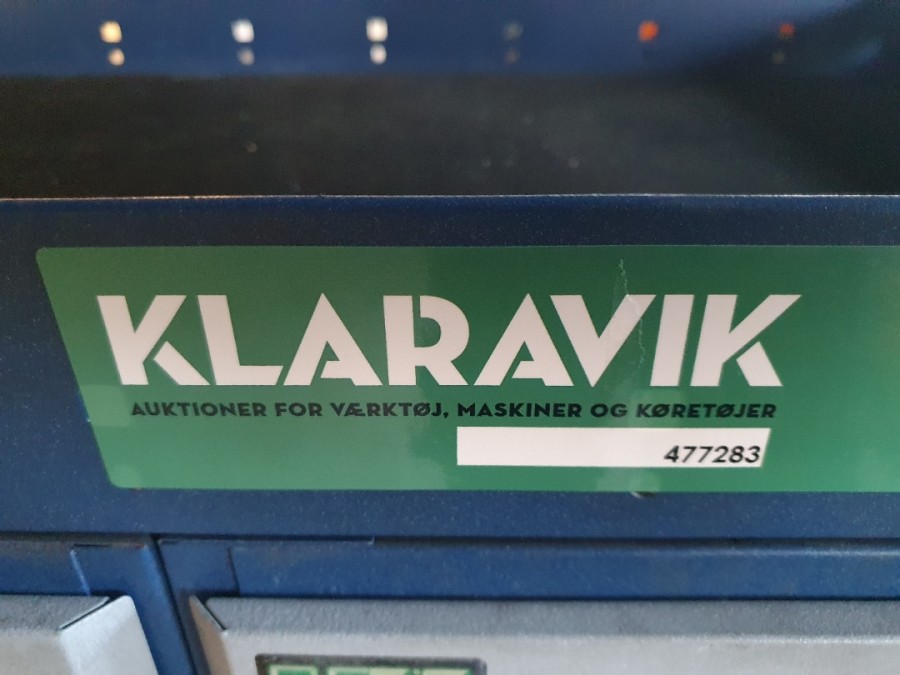 KLARAVIK
AUKTIONER FOR VÆRKTØJ, MASKINER OG KØRETØJER
477283